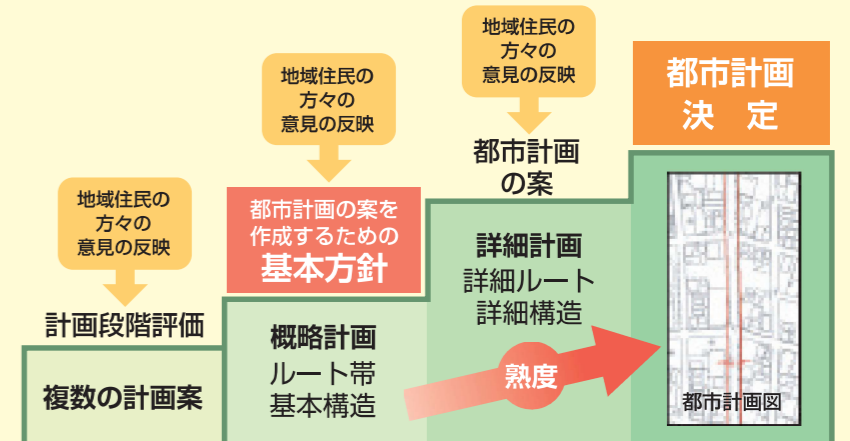 地域住民の
方々の
意見の反映
計画段階評価
複数の計画案
地域住民の
方々の
意見の反映
都市計画の案を
作成するための
基本方針
概略計画
ルート帯
基本構造
地域住民の
方々の
意見の反映
都市計画
の案
詳細計画
詳細ルート
詳細構造
熟度
都市計画
決 定
都市計画図